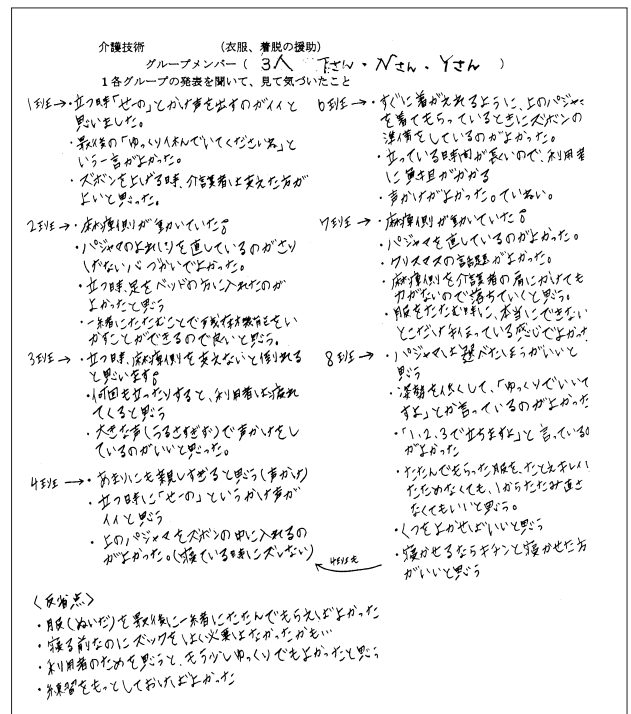 介護技術　　　　　（衣服、着脱の援助）
グループメンバー（　3人　Tさん・Nさん・Yさん　）
1各グループの発表を聞いて、見て気づいたこと
1班→・立つ時「せーの」とかけ声を出すのがイイと
思いました。
・最後の「ゆっくり休んでいてくださいね」と
いう一言がよかった。
・ズボンを上げる時、介護者は支えた方が
よいと思った。
2班→・麻痺側が動いていた。
・パジャマのよれ
を直しているのがさり
げない心づかいでよかった。
・立つ時、足をベッドの方に入れたのが
よかったと思う
・一緒にたたむことで残存機能をい
かすことができるので良いと思う。
3班→・立つ時、麻痺側を支えないと倒れる
と思います。
・何回も立ったりすると、利用者は疲れ
てくると思う
・大きな声(うるさすぎず)で声かけをし
ているのがいいと思った。
4班→・あまりにも親しすぎると思う(声かけ)
・立つ時に「せーの」というかけ声が
イイと思う
・上のパジャマをズボンの中に入れるの
がよかった。(寝ている時にズレない)
4班も
6班→・すぐに着がえれるように、上のパジャマ
を着てもらっているときにズボンの
準備をしているのがよかった。
・立っている時間が長いので、利用者
に負担がかかる
・声かけがよかった。ていねい。
7班→・麻痺側が動いていた。
・パジャマを直しているのがよかった。
・クリスマスの話題がよかった。
・麻痺側を介護者の肩にかけても
力がないので落ちていくと思う。
・服をたたむ時に、本当にできない
とこだけ手伝っている感じでよかった
8班→・パジャマは選べたほうがいいと
思う
・姿勢を低くして、「ゆっくりでいい
ですよ」とか言っているのがよかった
・「1、2、3で立ちますよ」と言っているの
がよかった
・たたんでもらった服を、たとえキレイに
たためなくても、1からたたみ直さ
なくてもいいと思う。
・くつをよかせばいいと思う
・寝かせるならキチンと寝かせた方
がいいと思う
〈反省点〉
・服(ぬいだ)を最後に一緒にたたんでもらえばよかった
・寝る前なのにズックをはく必要はなかったかも…
・利用者のためを思うと、もう少しゆっくりでもよかったと思う
・練習をもっとしておけばよかった